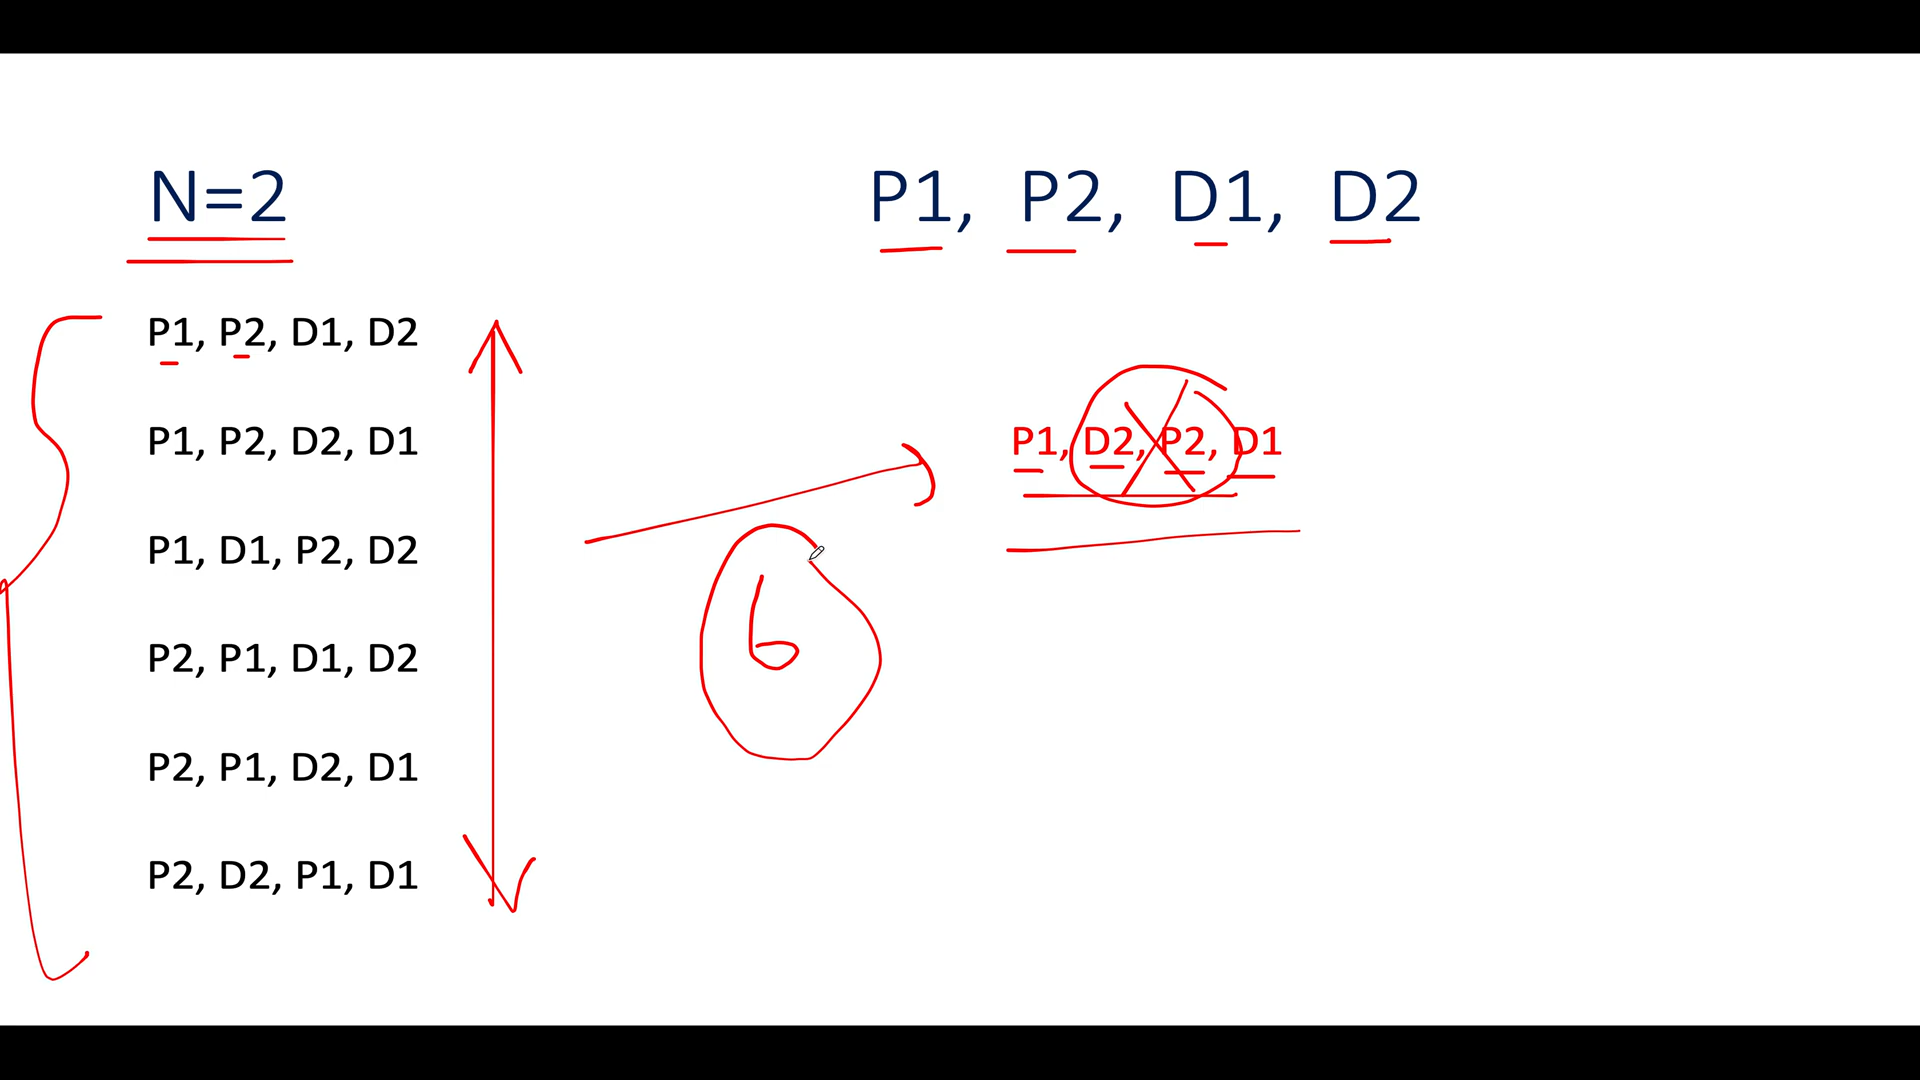 N=2
P1, P2, D1, D2
P1, P2, D1, D2
P1, P2, D2, D1
P1, D1, P2, D2
P2, P1, D1, D2
P2, P1, D2, D1
P2, D2, P1, D1
P1, D2, P2, D1
6